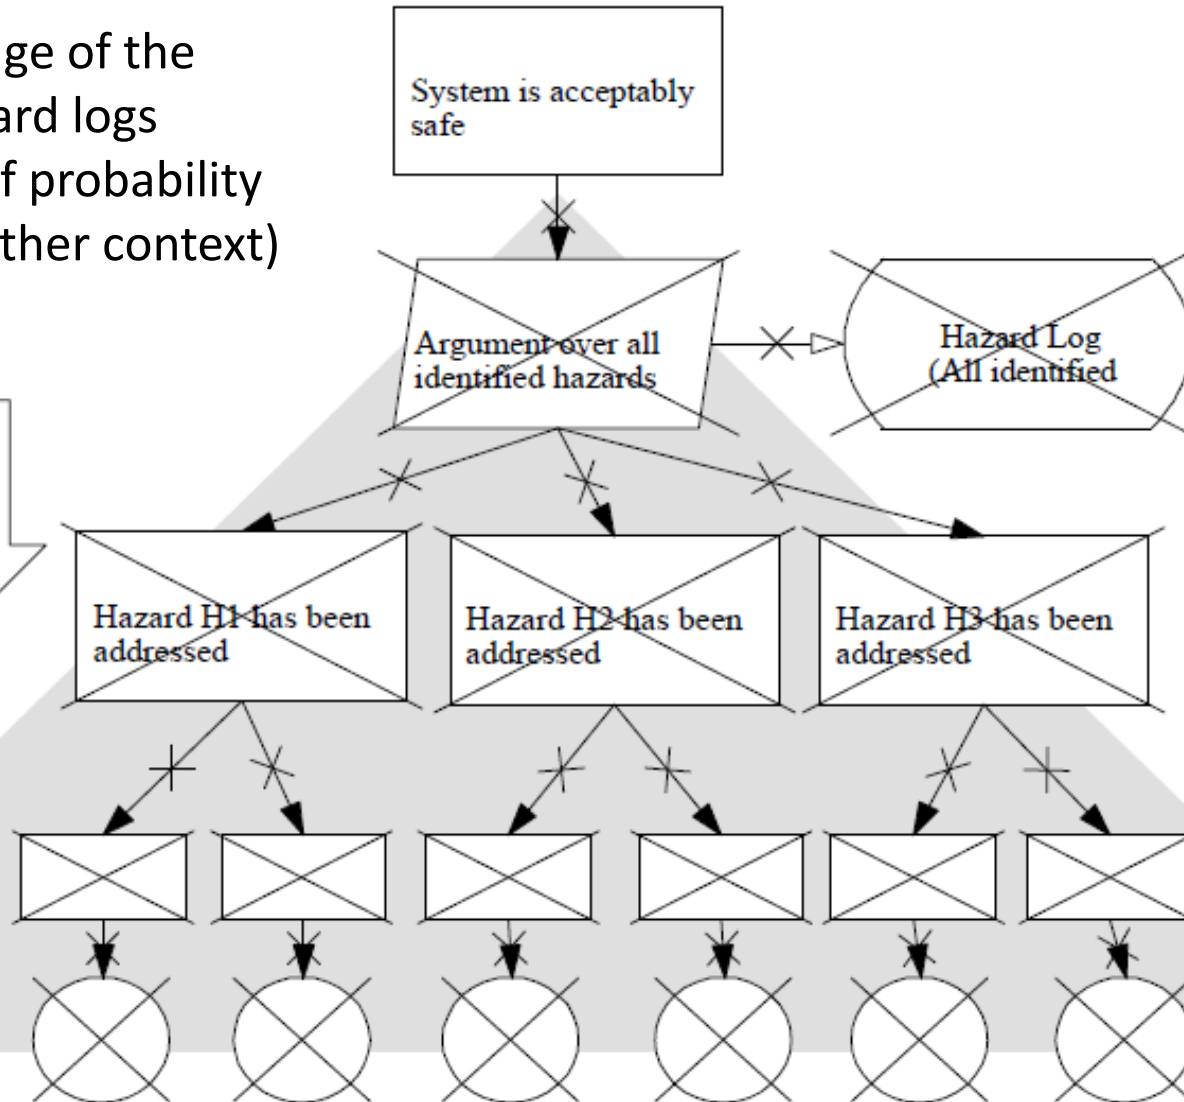 ge of the
ard logs
f probability
ther context)
System is acceptably
safe
Argument over all
identified hazards
Hazard Log
(All identified
Hazard H1 has been
addressed
Hazard H2 has been
addressed
Hazard H3 has been
addressed